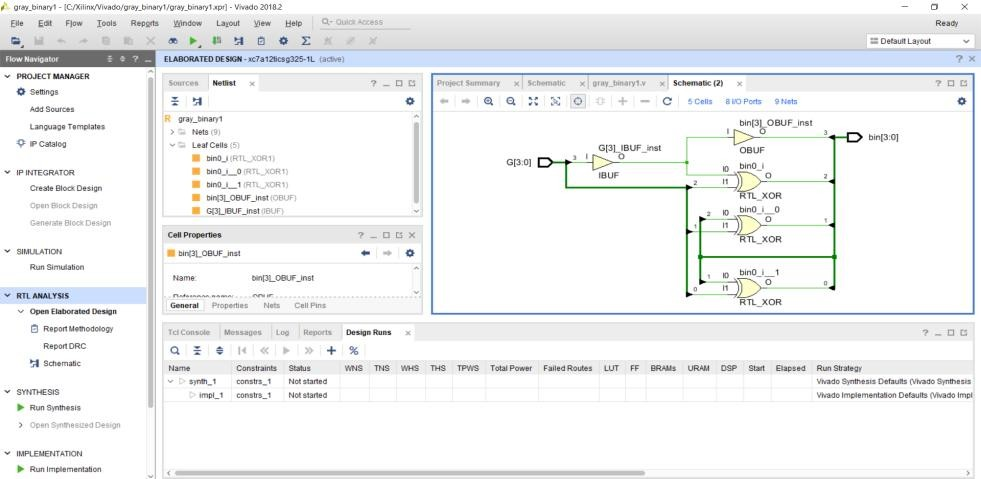 gray_binary1 - [C:/Xilinx/Vivado/gray_binary1/gray_binary1.xpr] - Vivado 2018.2
File Edit Flow Tools Reports Window Layout View Help Quick Access Ready
Default Layout
Flow Navigator
PROJECT MANAGER
Settings
Add Sources
Language Templates
IP Catalog
IP INTEGRATOR
Create Block Design
Open Block Design
Generate Block Design
SIMULATION
Run Simulation
RTL ANALYSIS
Open Elaborated Design
Report Methodology
Report DRC
Schematic
SYNTHESIS
Run Synthesis
Open Synthesized Design
IMPLEMENTATION
Run Implementation
ELABORATED DESIGN - xc7a12ticsg325-1L (active)
Sources Netlist
gray_binary1
Nets (9)
Leaf Cells (5)
bin0_i (RTL_XOR1)
bin0_i__0 (RTL_XOR1)
bin0_i__1 (RTL_XOR1)
bin[3]_OBUF_inst (OBUF)
G[3]_IBUF_inst (IBUF)
Cell Properties
bin[3]_OBUF_inst
Name: bin[3]_OBUF_inst
Reference name: OBUF
General Properties Nets Cell Pins
Project Summary Schematic gray_binary1.v Schematic (2)
5 Cells 8 I/O Ports 9 Nets
bin[3]_OBUF_inst
I O 3
bin[3:0]
OBUF
G[3]_IBUF_inst
G[3:0] 3 I O
IBUF
bin0_i
I0 O 2
2 I1
RTL_XOR
bin0_i__0
2 I0 O 1
1 I1
RTL_XOR
bin0_i__1
1 I0 O 0
0 I1
RTL_XOR
Tcl Console Messages Log Reports Design Runs
Name Constraints Status WNS TNS WHS THS TPWS Total Power Failed Routes LUT FF BRAMs URAM DSP Start Elapsed Run Strategy
synth_1 constrs_1 Not started Vivado Synthesis Defaults (Vivado Synthesis
impl_1 constrs_1 Not started Vivado Implementation Defaults (Vivado Impl